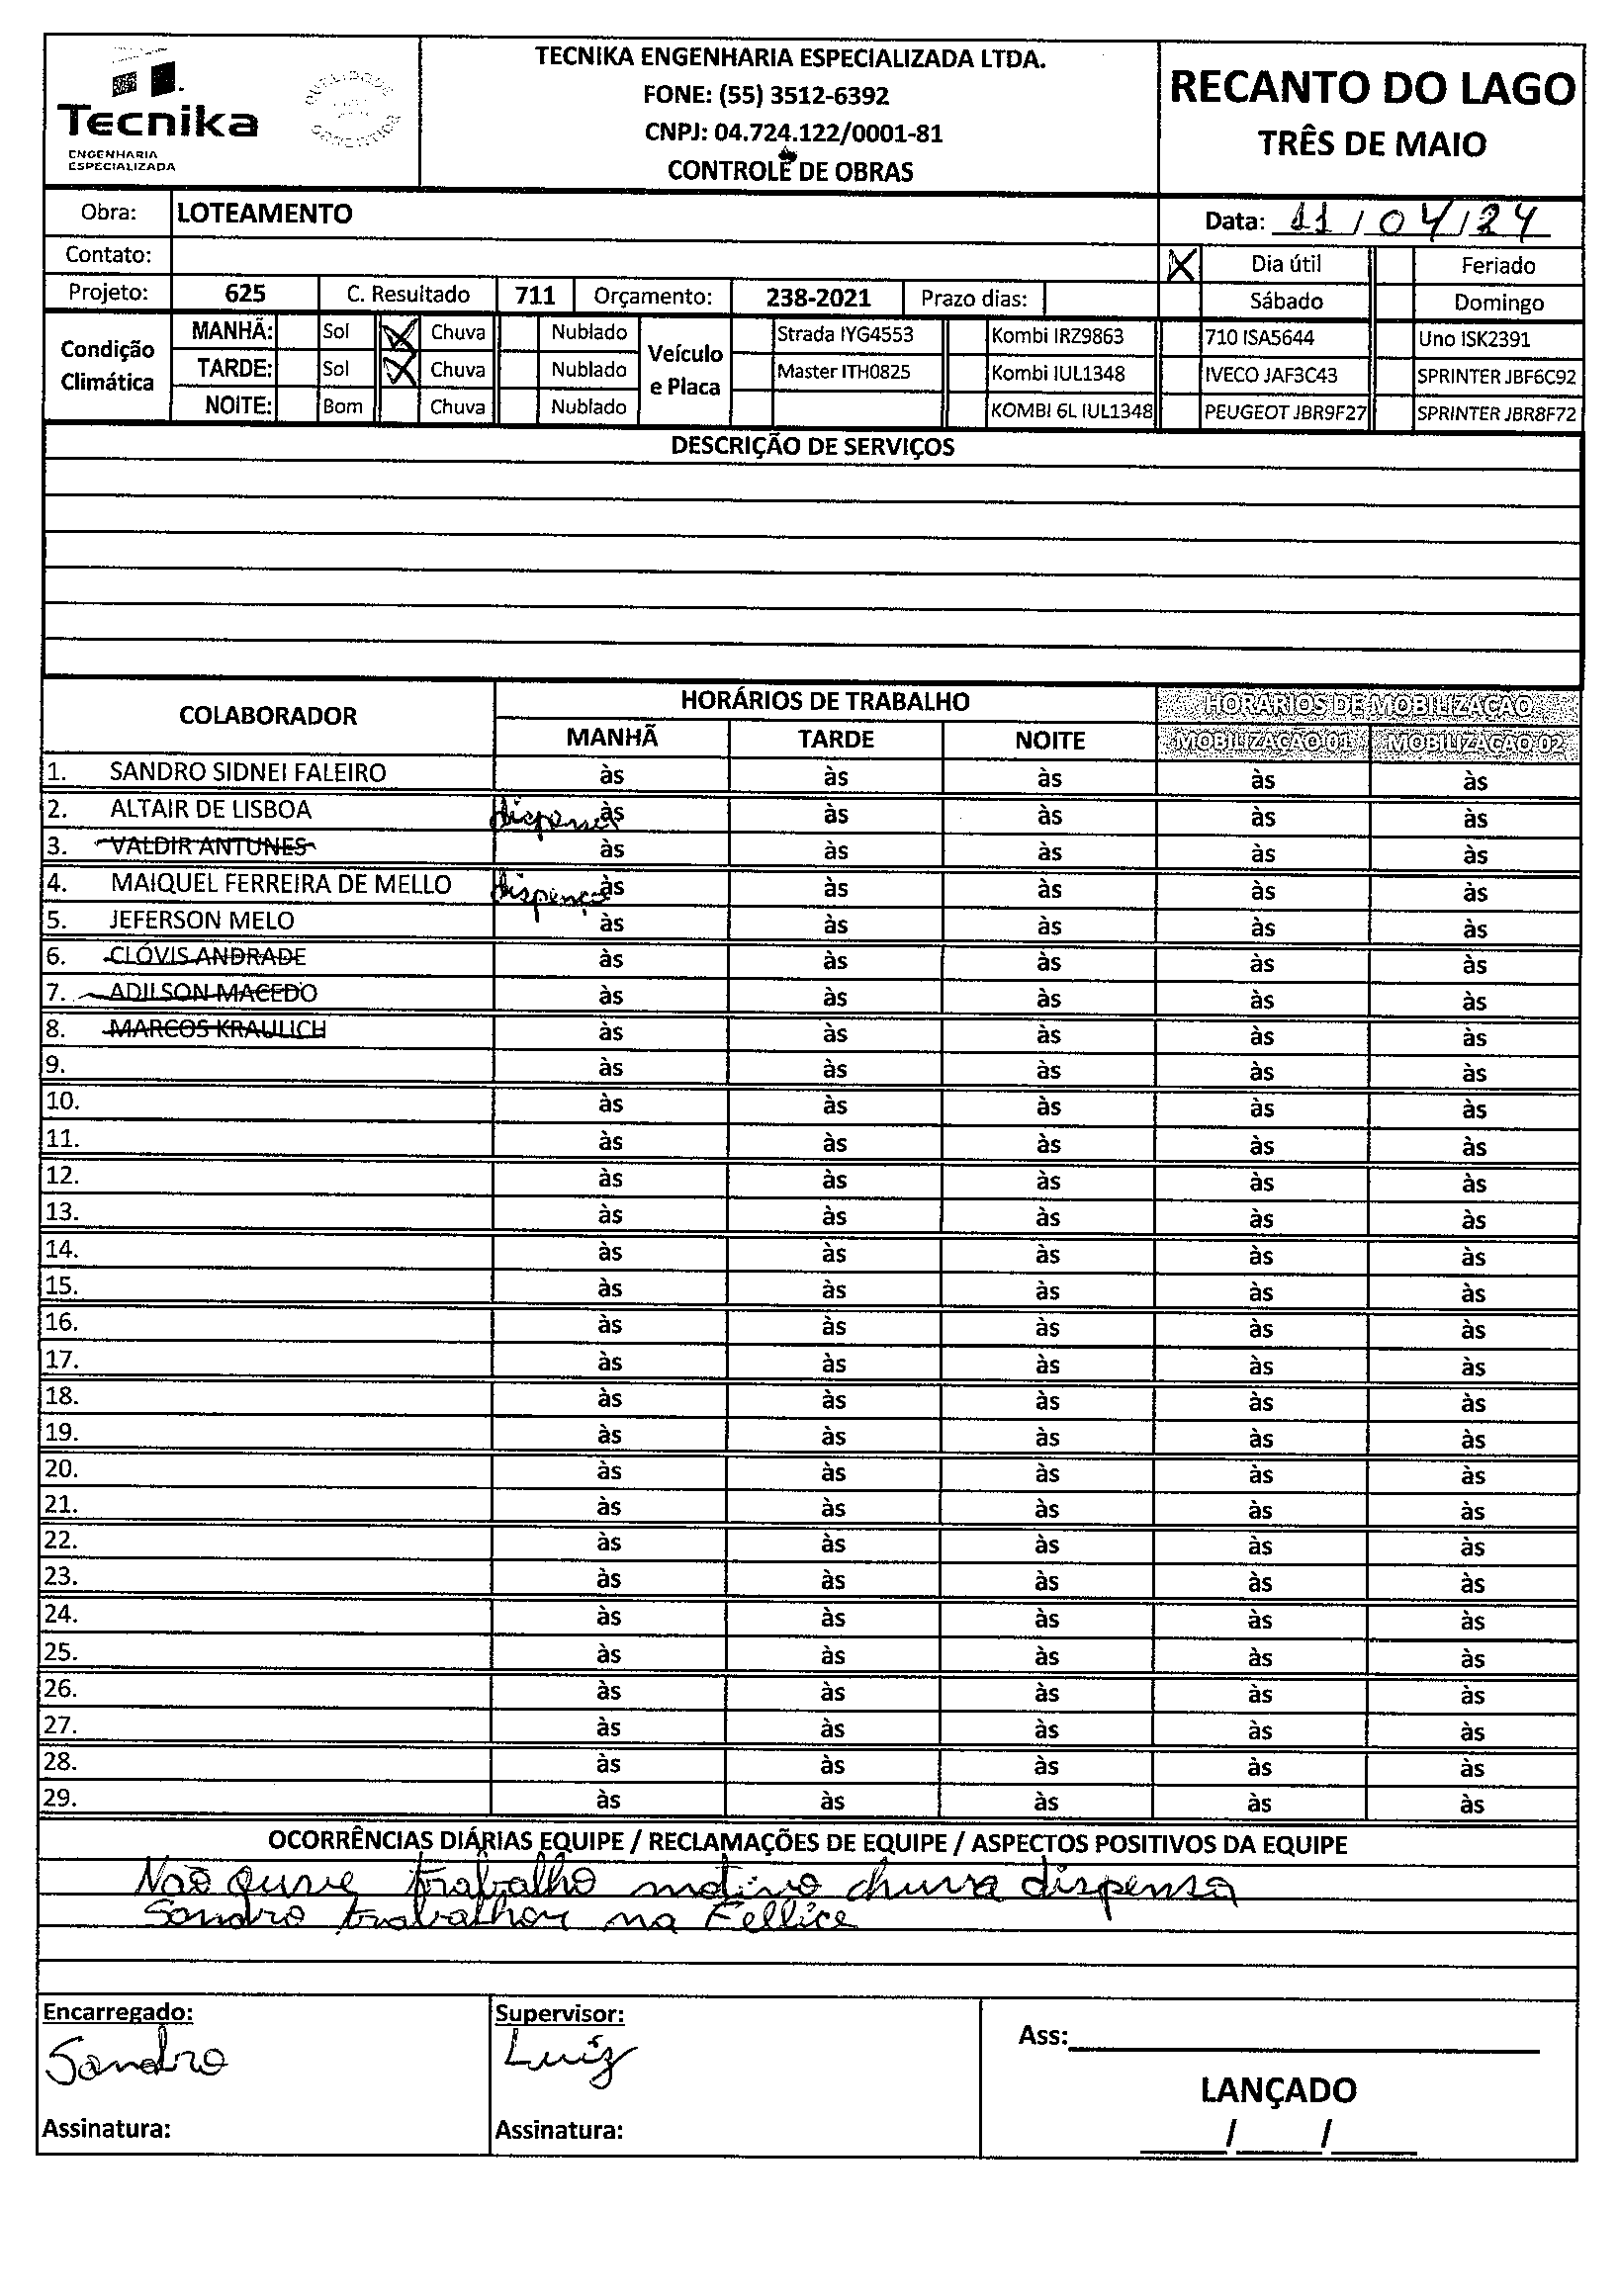 Tecnika
ENGENHARIA
ESPECIALIZADA
QUALIDADE
GARANTIDA
TECNIKA ENGENHARIA ESPECIALIZADA LTDA.
FONE: (55) 3512-6392
CNPJ: 04.724.122/0001-81
CONTROLE DE OBRAS
RECANTO DO LAGO
TRÊS DE MAIO
Obra: LOTEAMENTO
Data: 11/04/24
Contato:
X Dia útil Feriado
Projeto: 625 C. Resultado 711 Orçamento: 238-2021 Prazo dias: Sábado Domingo
Condição Climática
MANHÃ: Sol X Chuva Nublado
TARDE: Sol X Chuva Nublado
NOITE: Bom Chuva Nublado
Veículo e Placa
Strada IYG4553 Kombi IRZ9863 710 ISA5644 Uno ISK2391
Master ITH0825 Kombi IUL1348 IVECO JAF3C43 SPRINTER JBF6C92
KOMBI 6L IUL1348 PEUGEOT JBR9F27 SPRINTER JBR8F72
DESCRIÇÃO DE SERVIÇOS
COLABORADOR HORÁRIOS DE TRABALHO HORÁRIOS DE MOBILIZAÇÃO
MANHÃ TARDE NOITE MOBILIZAÇÃO 01 MOBILIZAÇÃO 02
1. SANDRO SIDNEI FALEIRO às às às às às
2. ALTAIR DE LISBOA às às às às às
3. VALDIR ANTUNES às às às às às
4. MAIQUEL FERREIRA DE MELLO dispença às às às às às
5. JEFERSON MELO às às às às às
6. CLÓVIS ANDRADE às às às às às
7. ADILSON MACEDO às às às às às
8. MARCOS KRAULICH às às às às às
9. às às às às às
10. às às às às às
11. às às às às às
12. às às às às às
13. às às às às às
14. às às às às às
15. às às às às às
16. às às às às às
17. às às às às às
18. às às às às às
19. às às às às às
20. às às às às às
21. às às às às às
22. às às às às às
23. às às às às às
24. às às às às às
25. às às às às às
26. às às às às às
27. às às às às às
28. às às às às às
29. às às às às às
OCORRÊNCIAS DIÁRIAS EQUIPE / RECLAMAÇÕES DE EQUIPE / ASPECTOS POSITIVOS DA EQUIPE
Não ouve trabalho motivo chuva dispensa
Sandro trabalhou na Fellice
Encarregado: Supervisor:
Sandro Luiz
Ass:
LANÇADO
Assinatura: Assinatura:
/ /